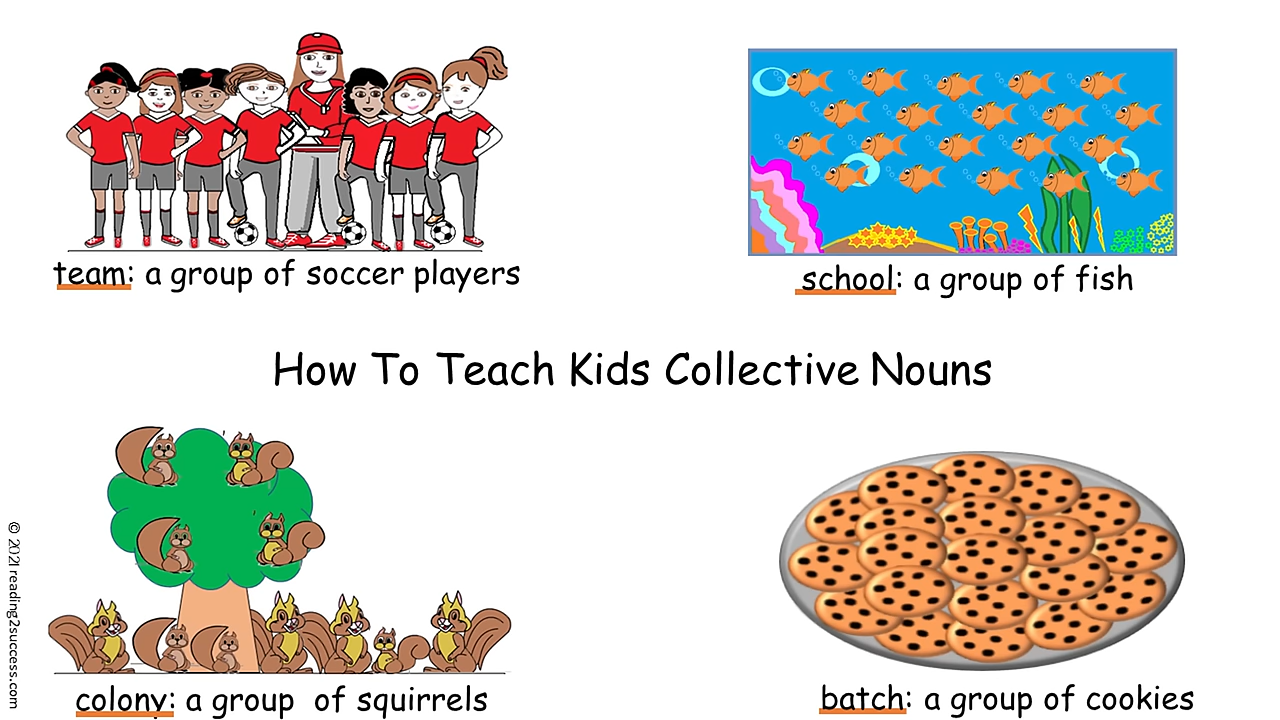 team: a group of soccer players
school: a group of fish
How To Teach Kids Collective Nouns
colony: a group  of squirrels
batch: a group of cookies
© 2021 reading2success.com